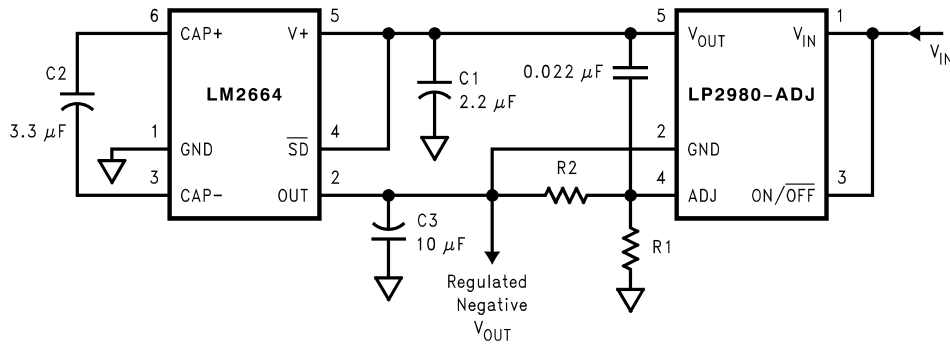 6
CAP+
V+
5
5
V_OUT
V_IN
1
V_IN
C2
3.3 µF
LM2664
C1
2.2 µF
0.022 µF
LP2980-ADJ
1
GND
S̅D̅
4
2
GND
3
CAP-
OUT
2
R2
4
ADJ
ON/O̅F̅F̅
3
C3
10 µF
R1
Regulated
Negative
V_OUT